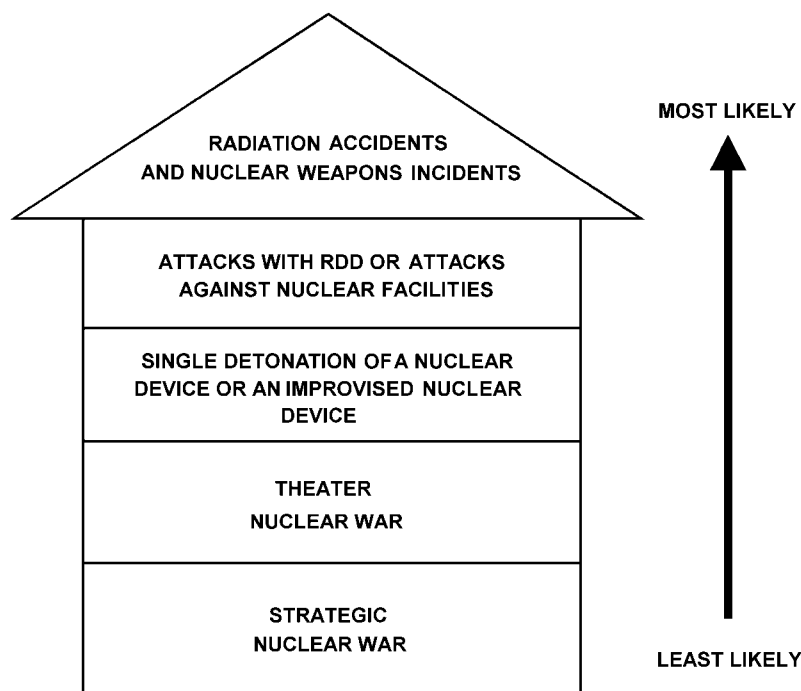 RADIATION ACCIDENTS
AND NUCLEAR WEAPONS INCIDENTS
ATTACKS WITH RDD OR ATTACKS
AGAINST NUCLEAR FACILITIES
SINGLE DETONATION OF A NUCLEAR
DEVICE OR AN IMPROVISED NUCLEAR
DEVICE
THEATER
NUCLEAR WAR
STRATEGIC
NUCLEAR WAR
MOST LIKELY
LEAST LIKELY